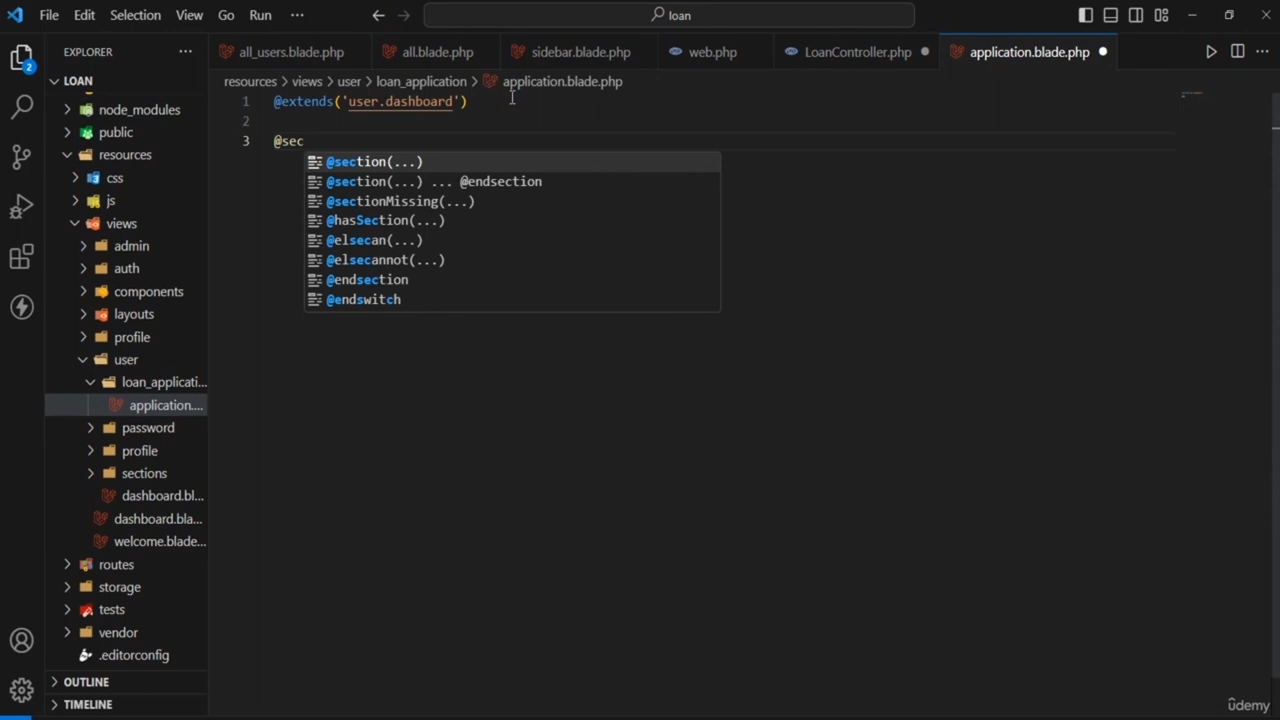 File Edit Selection View Go Run ··· loan
2
EXPLORER ···
LOAN
node_modules
public
resources
css
js
views
admin
auth
components
layouts
profile
user
loan_applicati...
application....
password
profile
sections
dashboard.bl...
dashboard.bla...
welcome.blade...
routes
storage
tests
vendor
.editorconfig
OUTLINE
TIMELINE
all_users.blade.php all.blade.php sidebar.blade.php web.php LoanController.php application.blade.php
resources > views > user > loan_application > application.blade.php
1 @extends('user.dashboard')
2
3 @sec
@section(...)
@section(...) ... @endsection
@sectionMissing(...)
@hasSection(...)
@elsecan(...)
@elsecannot(...)
@endsection
@endswitch
udemy